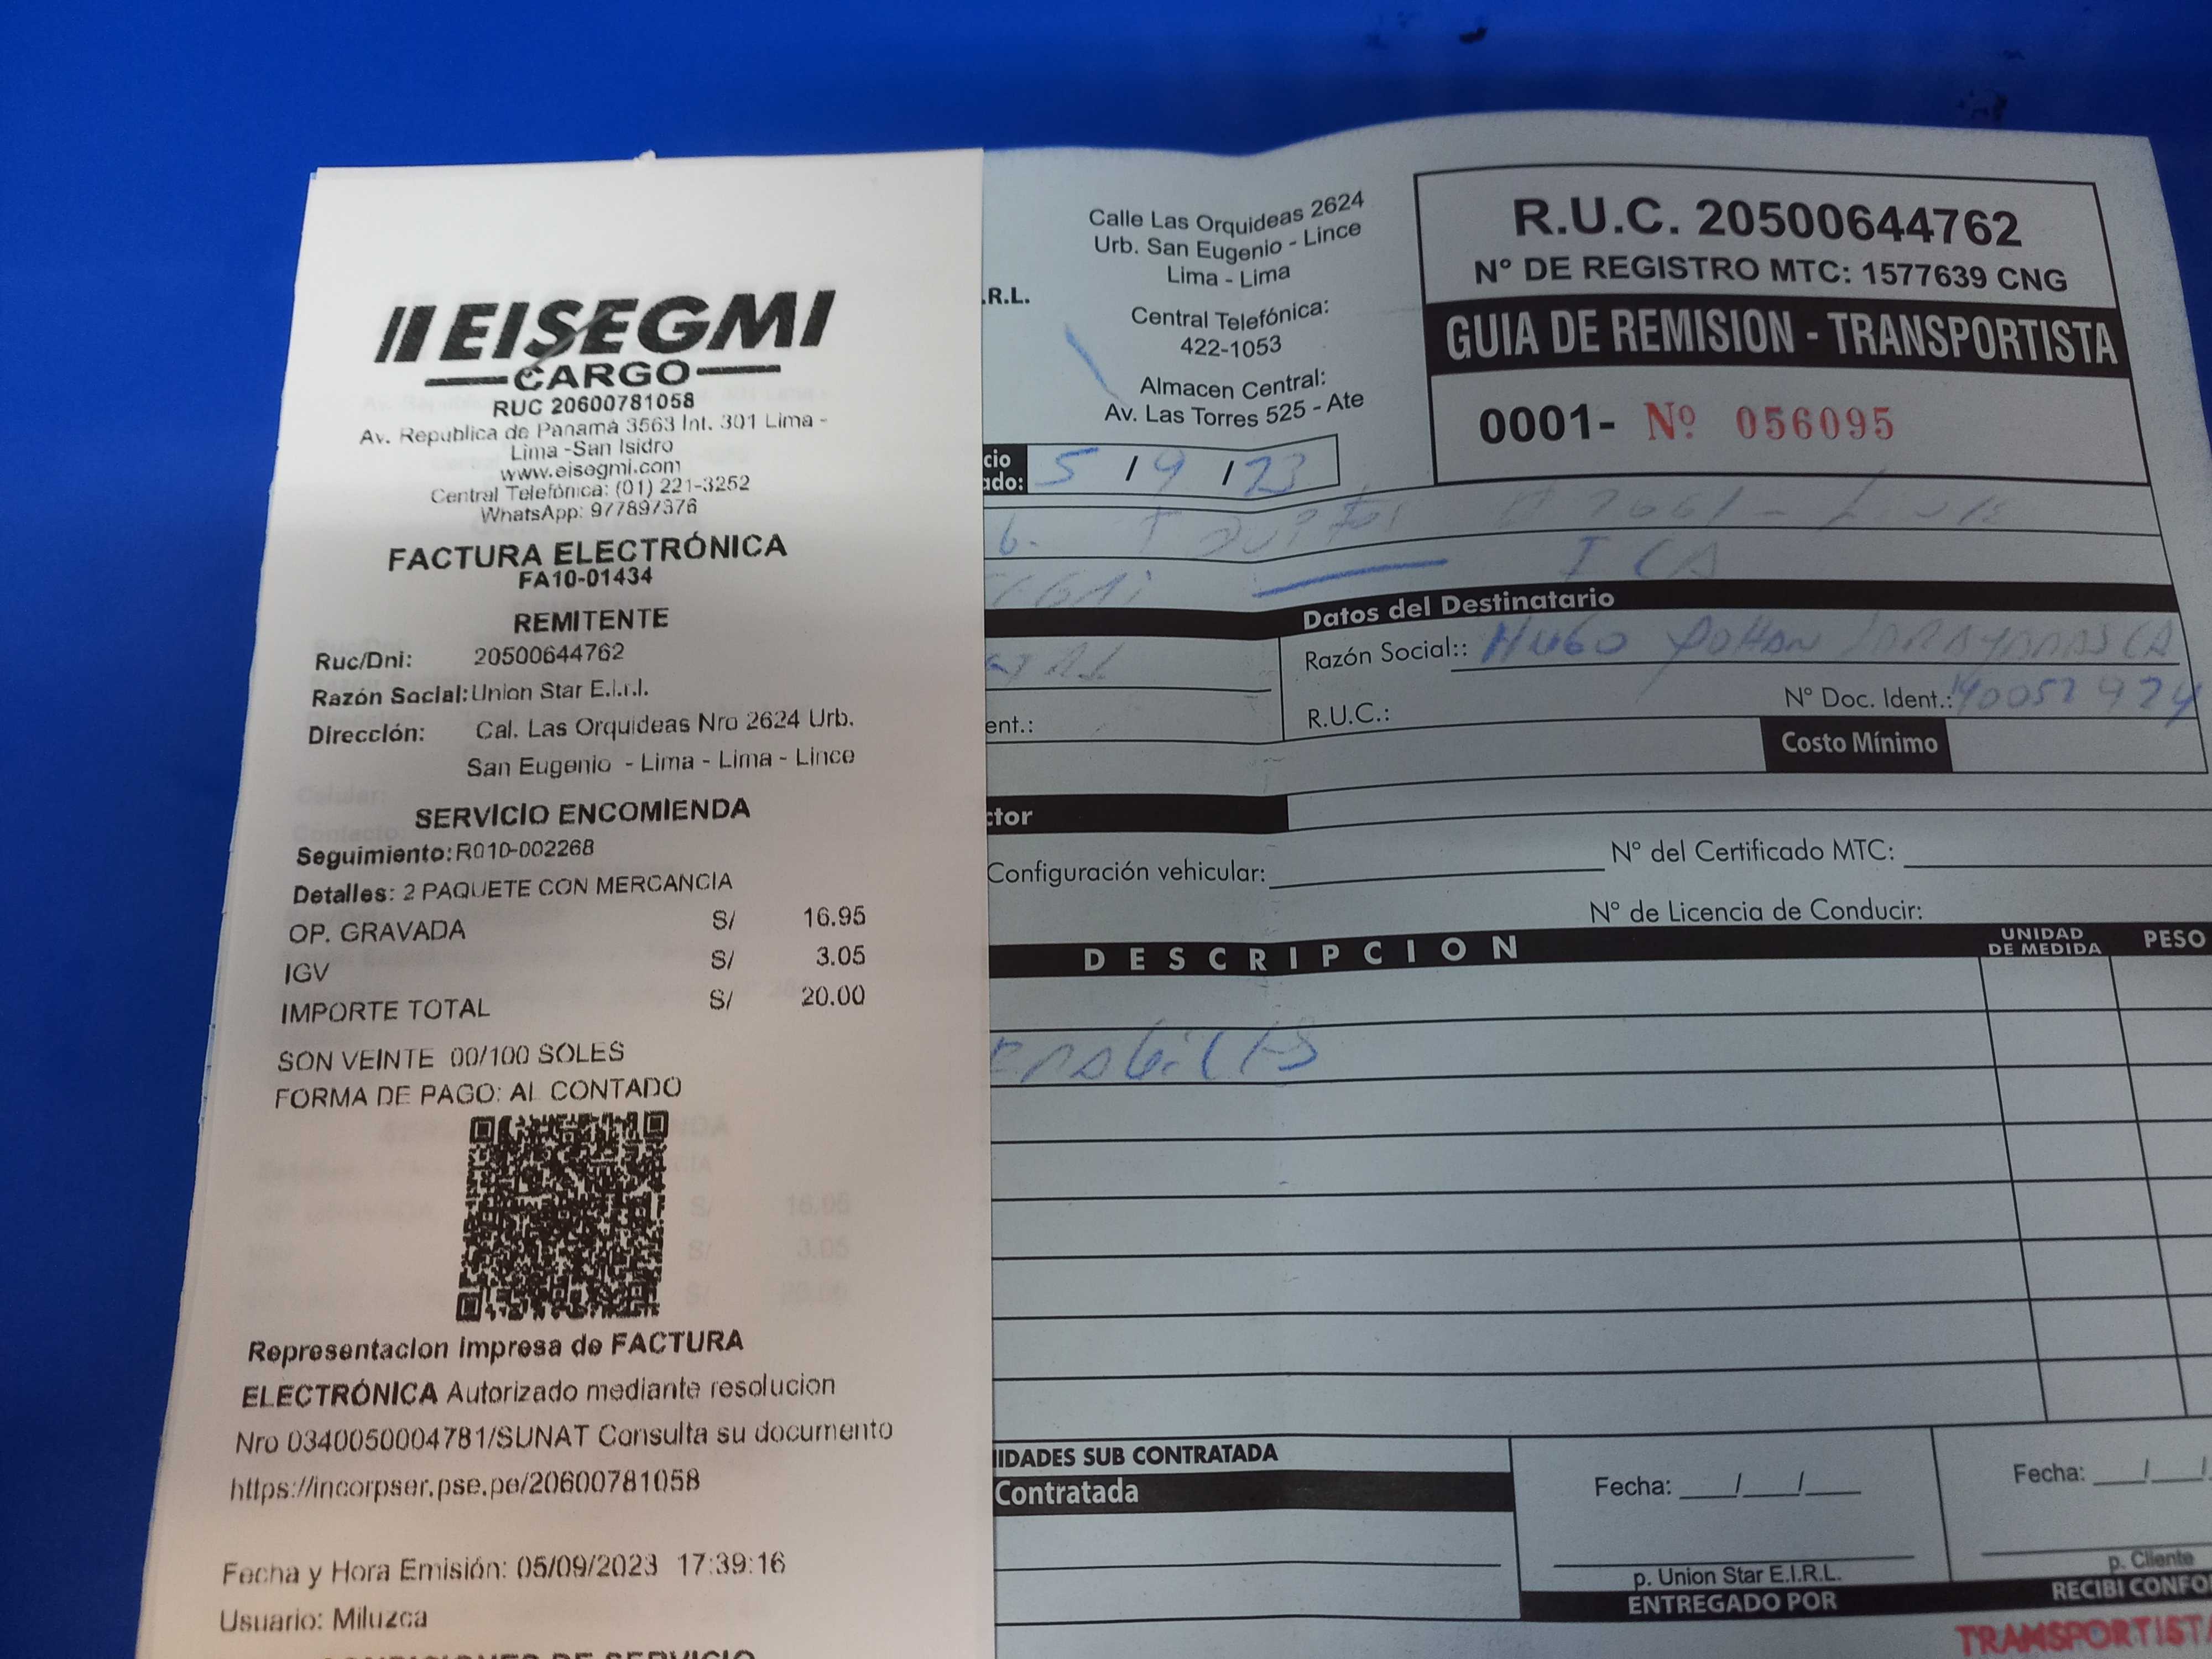 EISEGMI
CARGO
RUC 20600781058
Av. Republica de Panamá 3563 Int. 301 Lima -
Lima -San Isidro
www.eisegmi.com
Central Telefónica: (01) 221-3252
WhatsApp: 977897376
FACTURA ELECTRÓNICA
FA10-01434
REMITENTE
Ruc/Dni: 20500644762
Razón Social: Union Star E.I.r.l.
Dirección: Cal. Las Orquideas Nro 2624 Urb.
San Eugenio - Lima - Lima - Lince
SERVICIO ENCOMIENDA
Seguimiento: R010-002268
Detalles: 2 PAQUETE CON MERCANCIA
OP. GRAVADA S/ 16.95
IGV S/ 3.05
IMPORTE TOTAL S/ 20.00
SON VEINTE 00/100 SOLES
FORMA DE PAGO: AL CONTADO
Representacion Impresa de FACTURA
ELECTRÓNICA Autorizado mediante resolucion
Nro 0340050004781/SUNAT Consulta su documento
https://incorpser.pse.pe/20600781058
Fecha y Hora Emisión: 05/09/2023 17:39:16
Usuario: Miluzca
CONDICIONES DE SERVICIO
.R.L.
Calle Las Orquideas 2624
Urb. San Eugenio - Lince
Lima - Lima
Central Telefónica:
422-1053
Almacen Central:
Av. Las Torres 525 - Ate
R.U.C. 20500644762
N° DE REGISTRO MTC: 1577639 CNG
GUIA DE REMISION - TRANSPORTISTA
0001- Nº 056095
cio
ado: 5 / 9 / 23
ICA
Datos del Destinatario
Razón Social:: Hugo
ent.:
R.U.C.: N° Doc. Ident.:
Costo Mínimo
ctor
Configuración vehicular: N° del Certificado MTC:
N° de Licencia de Conducir:
DESCRIPCION UNIDAD DE MEDIDA PESO
IDADES SUB CONTRATADA
Contratada
Fecha: / /
p. Union Star E.I.R.L.
ENTREGADO POR
Fecha: / /
p. Cliente
RECIBI CONFO
TRANSPORTISTA